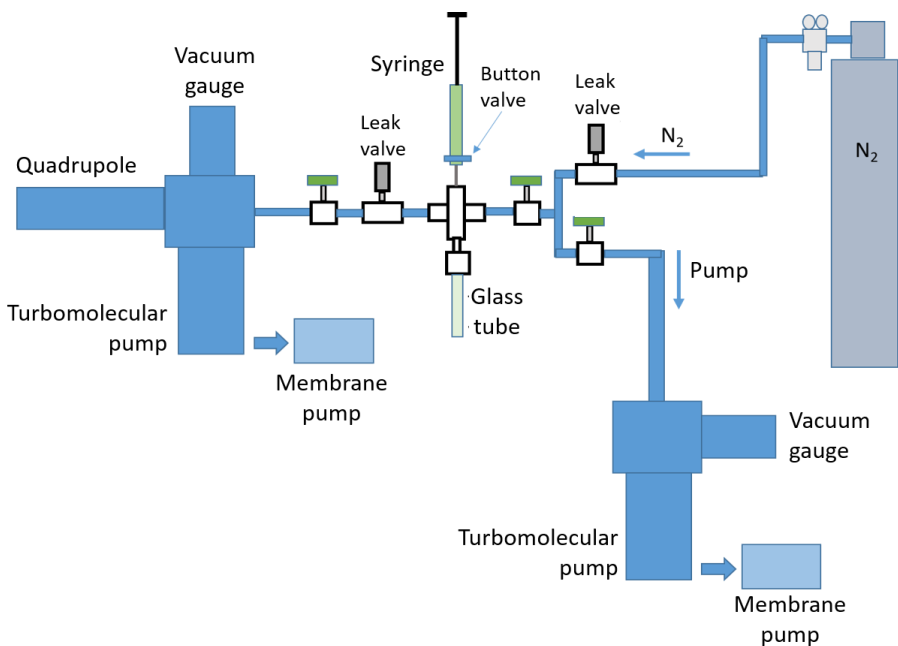 Vacuum
gauge
Syringe
Button
valve
Leak
valve
Leak
valve
N₂
N₂
Quadrupole
Turbomolecular
pump
Membrane
pump
Glass
tube
Pump
Vacuum
gauge
Turbomolecular
pump
Membrane
pump